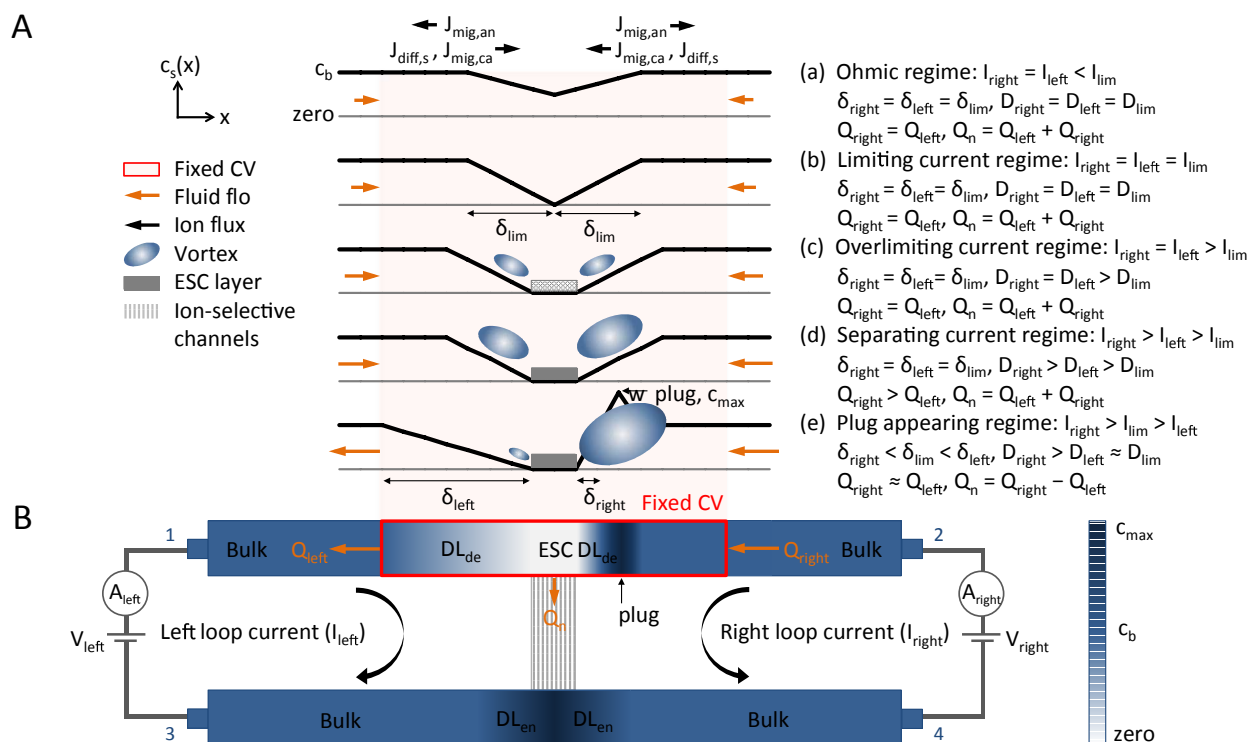 A
J_mig,an
J_mig,an
J_diff,s , J_mig,ca
J_mig,ca , J_diff,s
c_s(x)
x
c_b
zero
Fixed CV
Fluid flo
Ion flux
Vortex
ESC layer
Ion-selective
channels
δ_lim
δ_lim
w plug, c_max
δ_left
δ_right
(a) Ohmic regime: I_right = I_left < I_lim
δ_right = δ_left = δ_lim, D_right = D_left = D_lim
Q_right = Q_left, Q_n = Q_left + Q_right
(b) Limiting current regime: I_right = I_left = I_lim
δ_right = δ_left = δ_lim, D_right = D_left = D_lim
Q_right = Q_left, Q_n = Q_left + Q_right
(c) Overlimiting current regime: I_right = I_left > I_lim
δ_right = δ_left = δ_lim, D_right = D_left > D_lim
Q_right = Q_left, Q_n = Q_left + Q_right
(d) Separating current regime: I_right > I_left > I_lim
δ_right = δ_left = δ_lim, D_right > D_left > D_lim
Q_right > Q_left, Q_n = Q_left + Q_right
(e) Plug appearing regime: I_right > I_lim > I_left
δ_right < δ_lim < δ_left, D_right > D_left ≈ D_lim
Q_right ≈ Q_left, Q_n = Q_right − Q_left
B
Fixed CV
1
Bulk
Q_left
DL_de
ESC
DL_de
Q_right
Bulk
2
A_left
V_left
Left loop current (I_left)
Q_n
plug
Right loop current (I_right)
A_right
V_right
3
Bulk
DL_en
DL_en
Bulk
4
c_max
c_b
zero